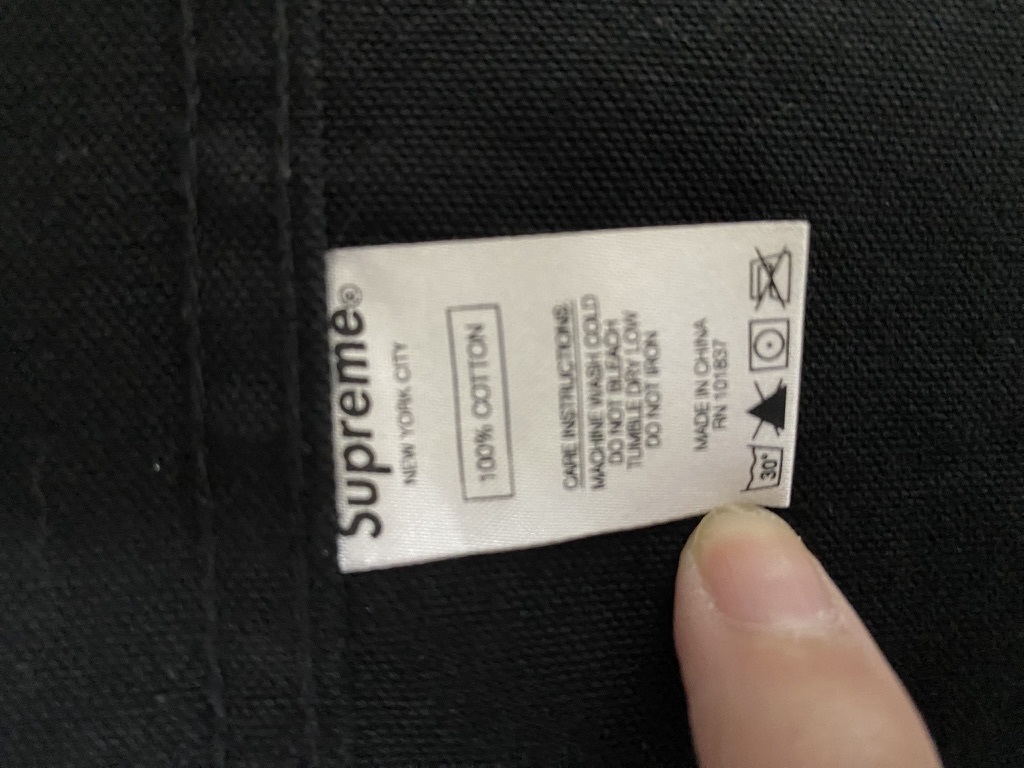 Supreme®
NEW YORK CITY
100% COTTON
CARE INSTRUCTIONS:
MACHINE WASH COLD
DO NOT BLEACH
TUMBLE DRY LOW
DO NOT IRON
MADE IN CHINA
RN 101837
30°